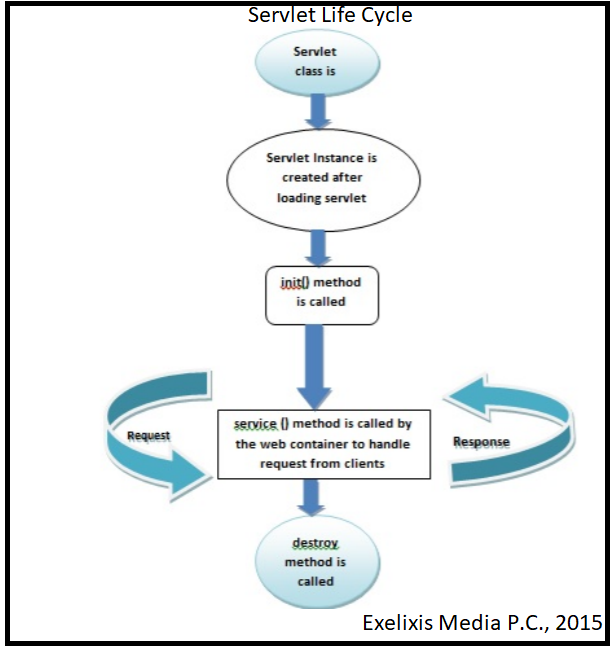 Servlet Life Cycle
Servlet
class is
Servlet Instance is
created after
loading servlet
init() method
is called
service () method is called by
the web container to handle
request from clients
Request
Response
destroy
method is
called
Exelixis Media P.C., 2015